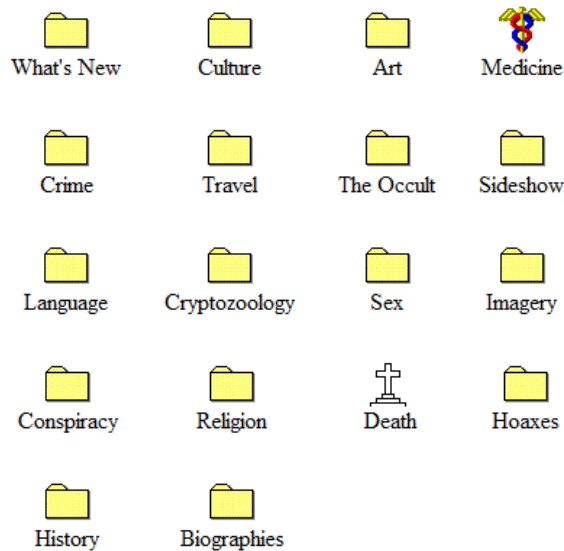 What's New
Culture
Art
Medicine
Crime
Travel
The Occult
Sideshow
Language
Cryptozoology
Sex
Imagery
Conspiracy
Religion
Death
Hoaxes
History
Biographies